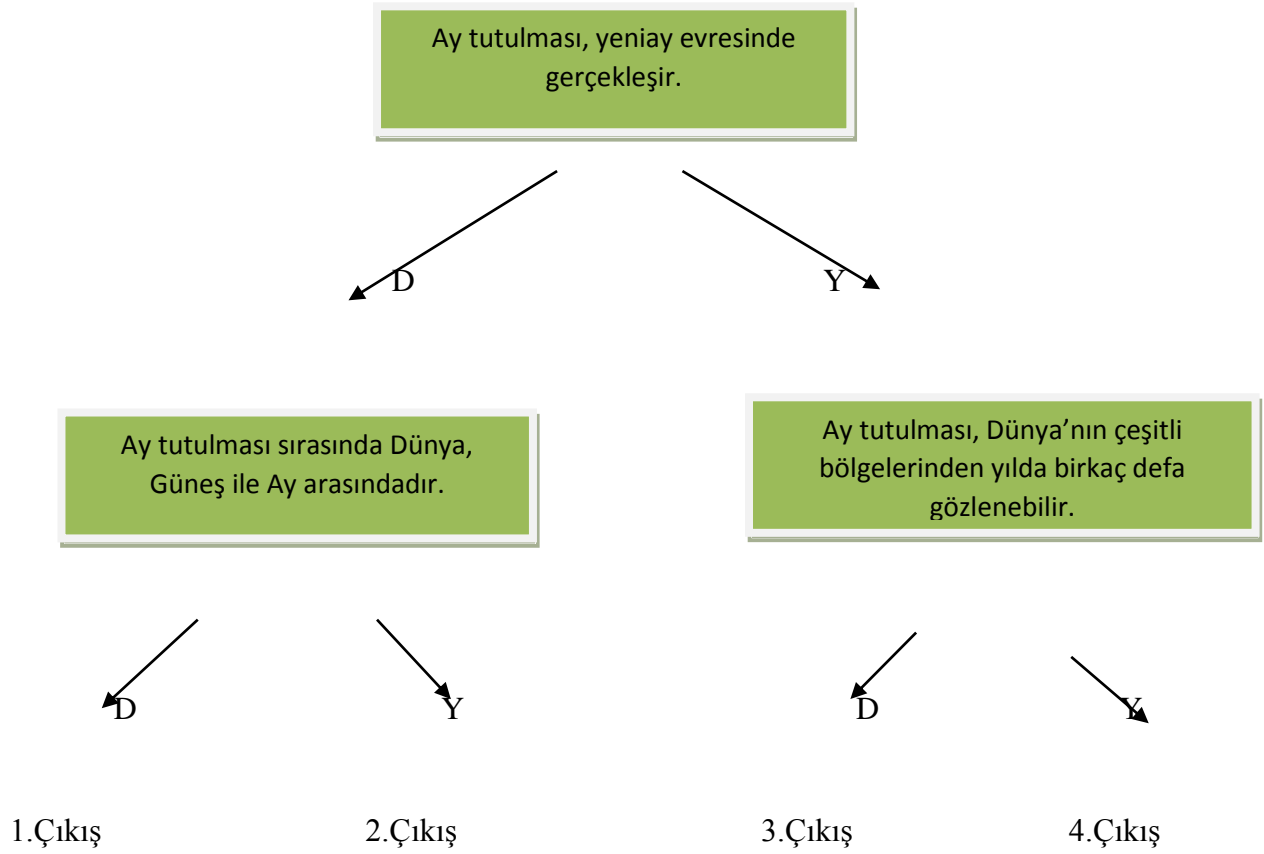 Ay tutulması, yeniay evresinde
gerçekleşir.
D
Y
Ay tutulması sırasında Dünya,
Güneş ile Ay arasındadır.
Ay tutulması, Dünya’nın çeşitli
bölgelerinden yılda birkaç defa
gözlenebilir.
D
Y
D
Y
1.Çıkış
2.Çıkış
3.Çıkış
4.Çıkış